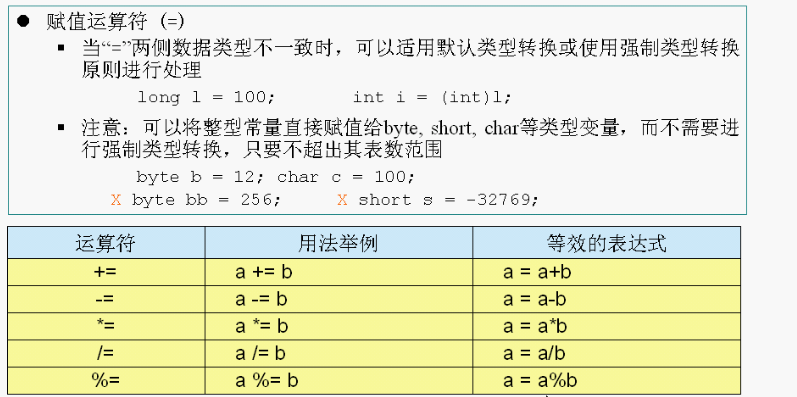 ● 赋值运算符 (=)
▪ 当“=”两侧数据类型不一致时，可以适用默认类型转换或使用强制类型转换
原则进行处理
long l = 100; int i = (int)l;
▪ 注意：可以将整型常量直接赋值给byte, short, char等类型变量，而不需要进
行强制类型转换，只要不超出其表数范围
byte b = 12; char c = 100;
X byte bb = 256; X short s = -32769;
运算符 用法举例 等效的表达式
+= a += b a = a+b
-= a -= b a = a-b
*= a *= b a = a*b
/= a /= b a = a/b
%= a %= b a = a%b